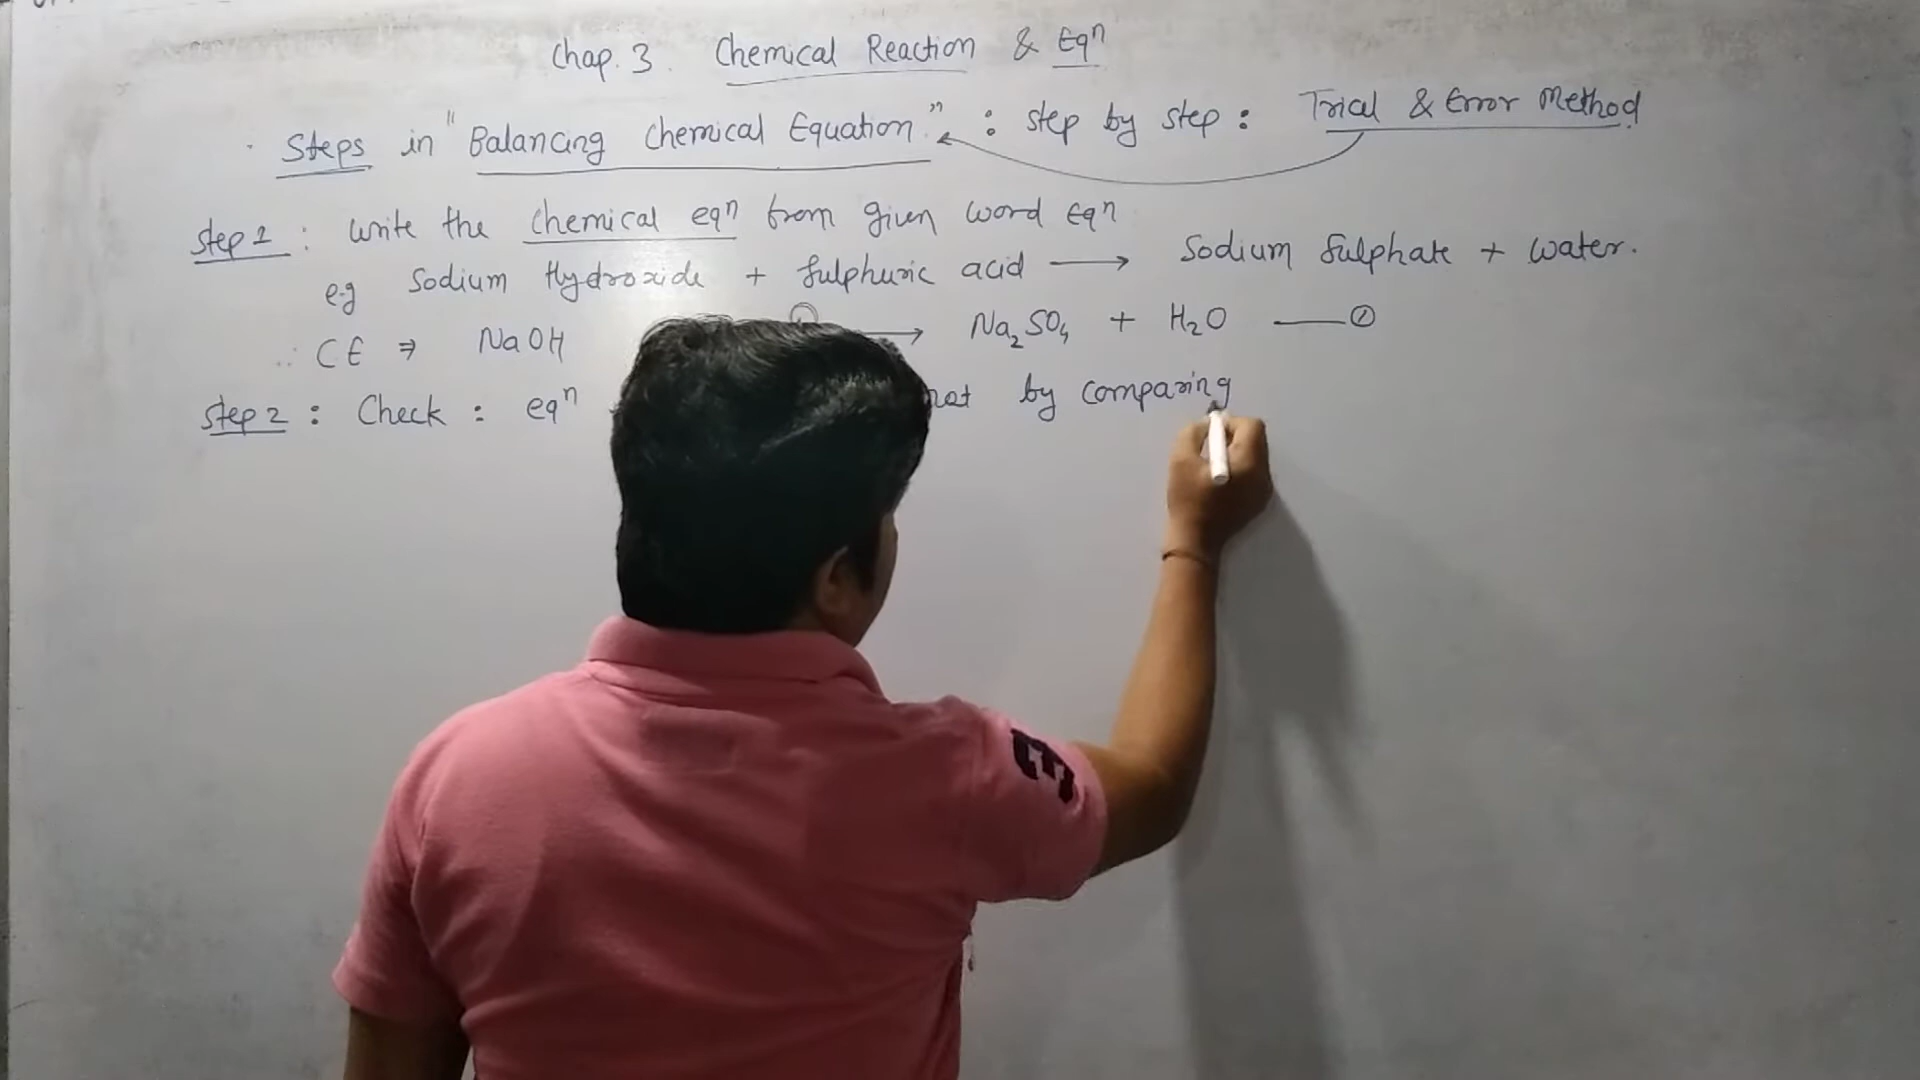 Chap. 3. Chemical Reaction & Eqⁿ
Steps in "Balancing Chemical Equation." : Step by step : Trical & Error Method
Step 1 : Write the Chemical eqⁿ from given word Eqⁿ
e.g Sodium Hydroxide + Sulphuric acid ⟶ Sodium Sulphate + Water.
∴ CE ⇒ NaOH ⟶ Na₂SO₄ + H₂O —①
Step 2 : Check : eqⁿ not by comparing